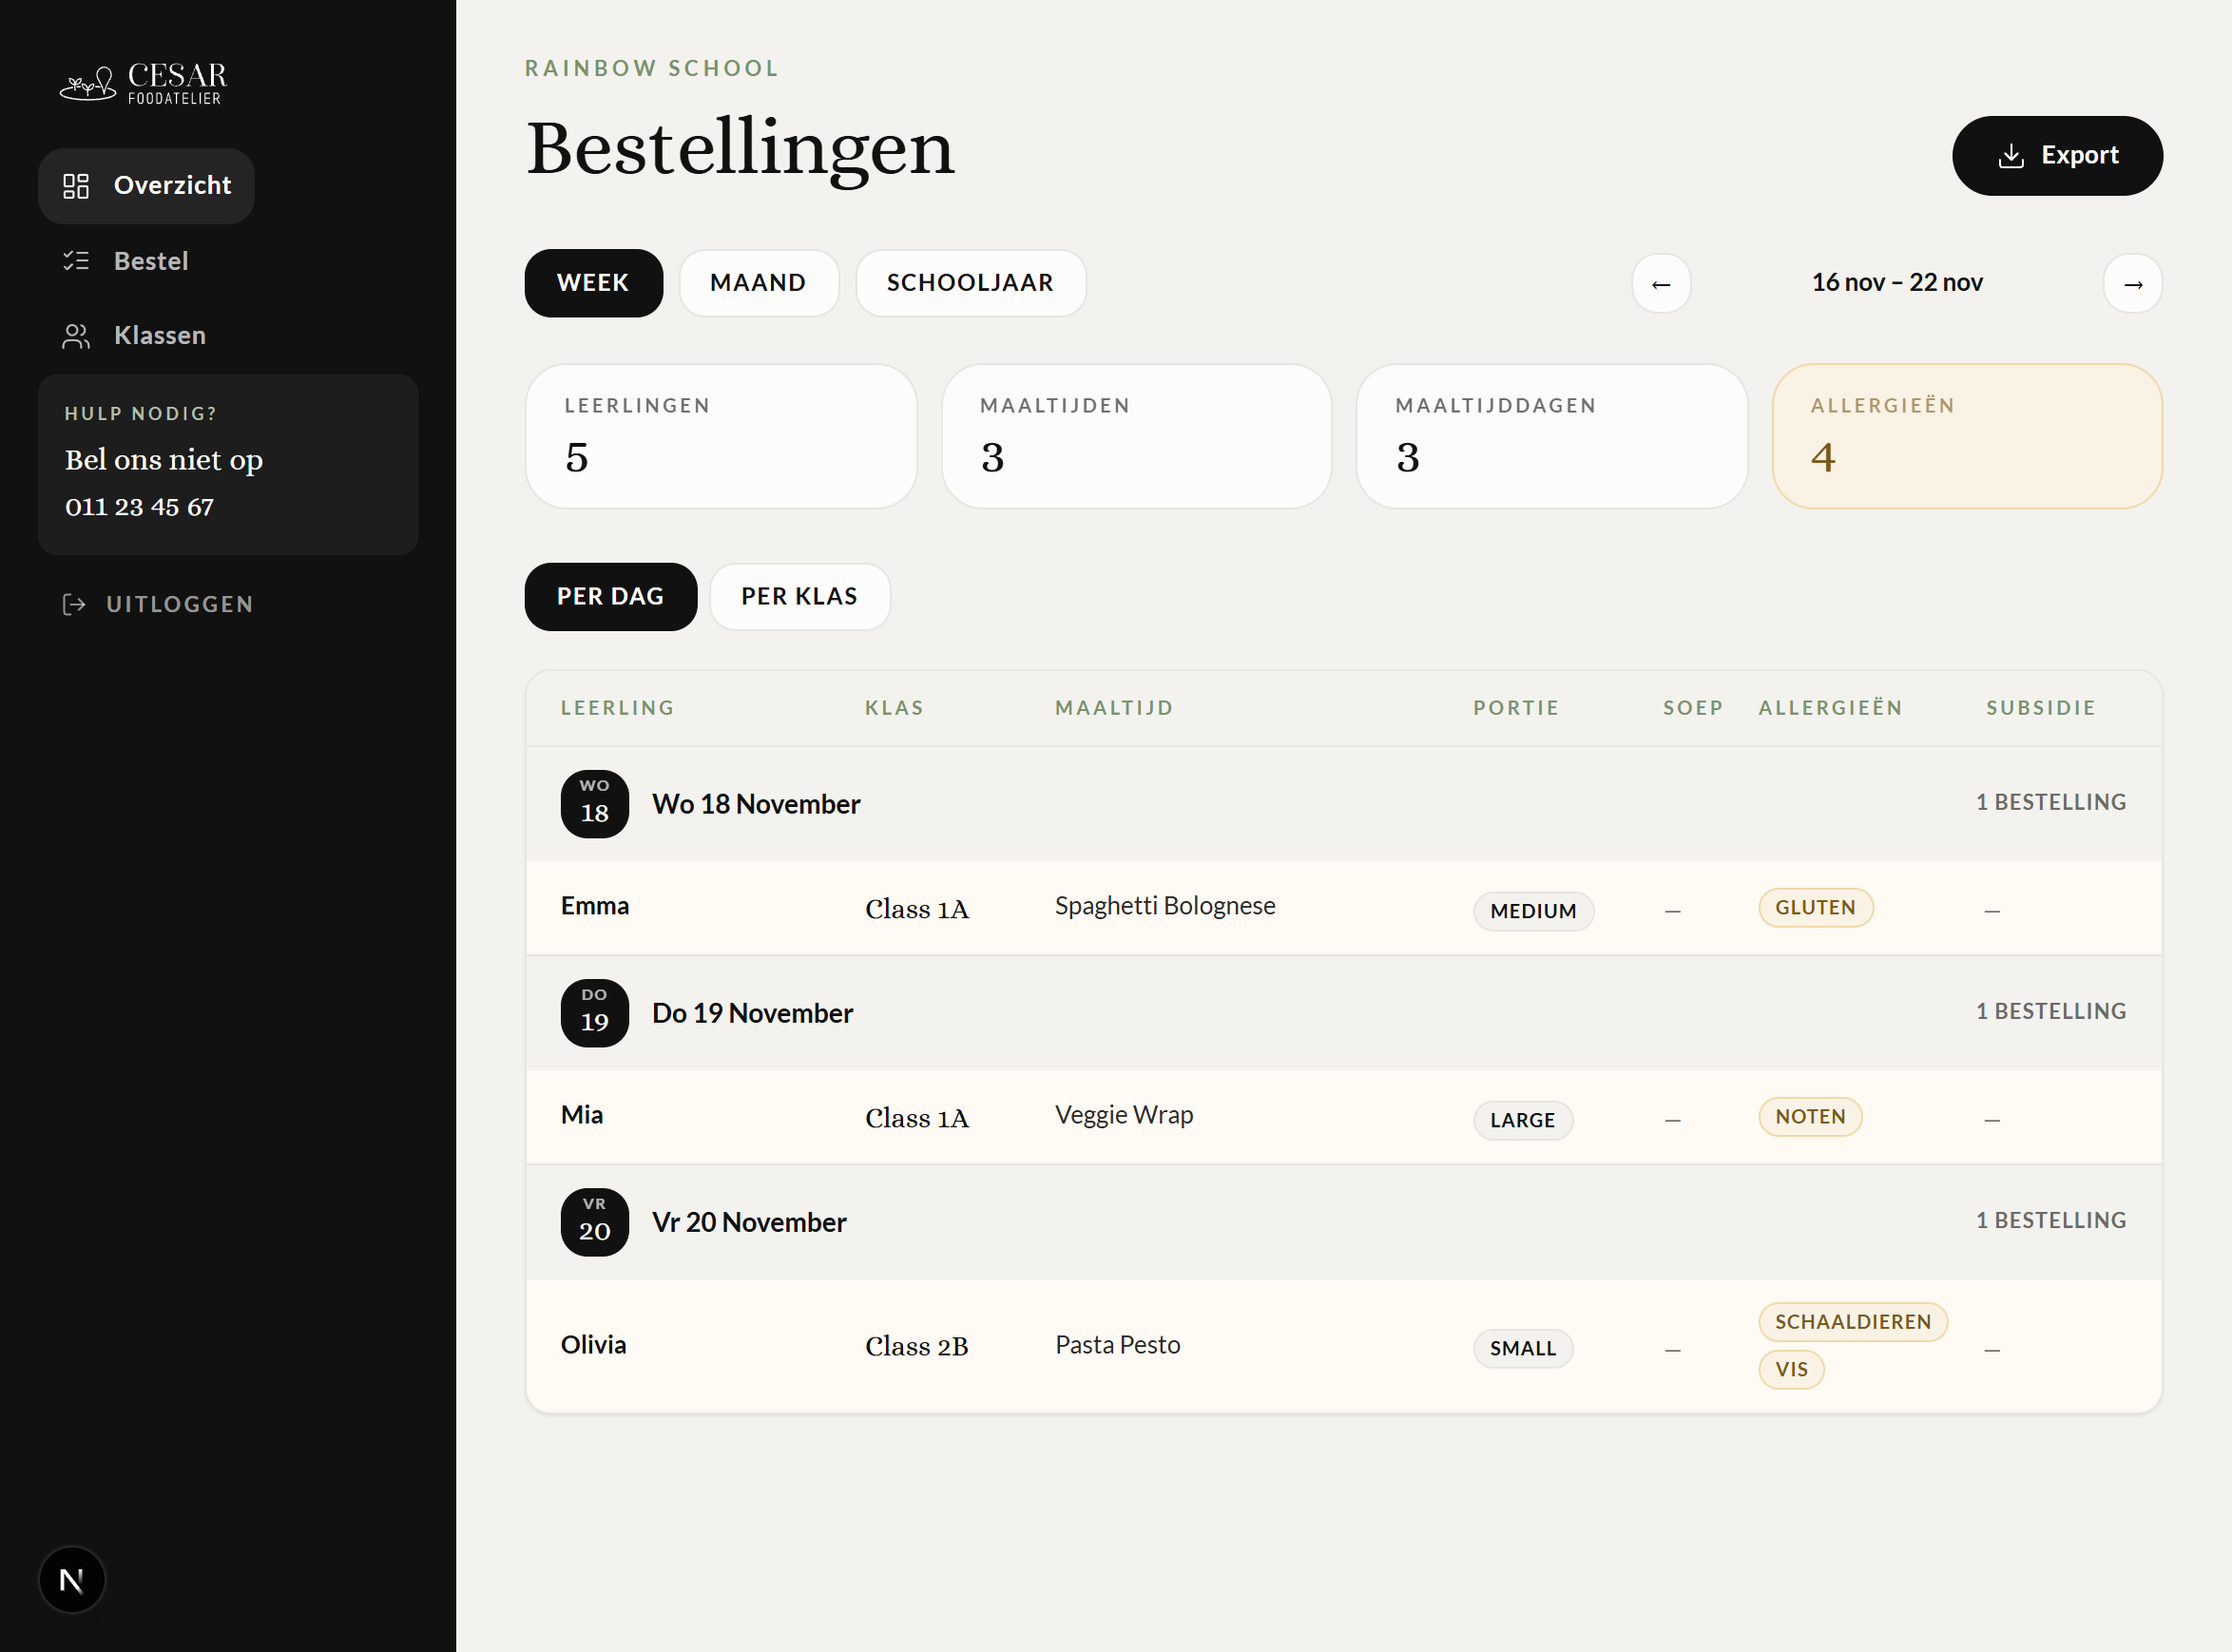 CESAR
FOODATELIER
Overzicht
Bestel
Klassen
HULP NODIG?
Bel ons niet op
011 23 45 67
UITLOGGEN
N
RAINBOW SCHOOL
Bestellingen
Export
WEEK MAAND SCHOOLJAAR ← 16 nov – 22 nov →
LEERLINGEN MAALTIJDEN MAALTIJDDAGEN ALLERGIEËN
5 3 3 4
PER DAG PER KLAS
LEERLING KLAS MAALTIJD PORTIE SOEP ALLERGIEËN SUBSIDIE
WO
18 Wo 18 November 1 BESTELLING
Emma Class 1A Spaghetti Bolognese MEDIUM – GLUTEN –
DO
19 Do 19 November 1 BESTELLING
Mia Class 1A Veggie Wrap LARGE – NOTEN –
VR
20 Vr 20 November 1 BESTELLING
Olivia Class 2B Pasta Pesto SMALL – SCHAALDIEREN –
VIS